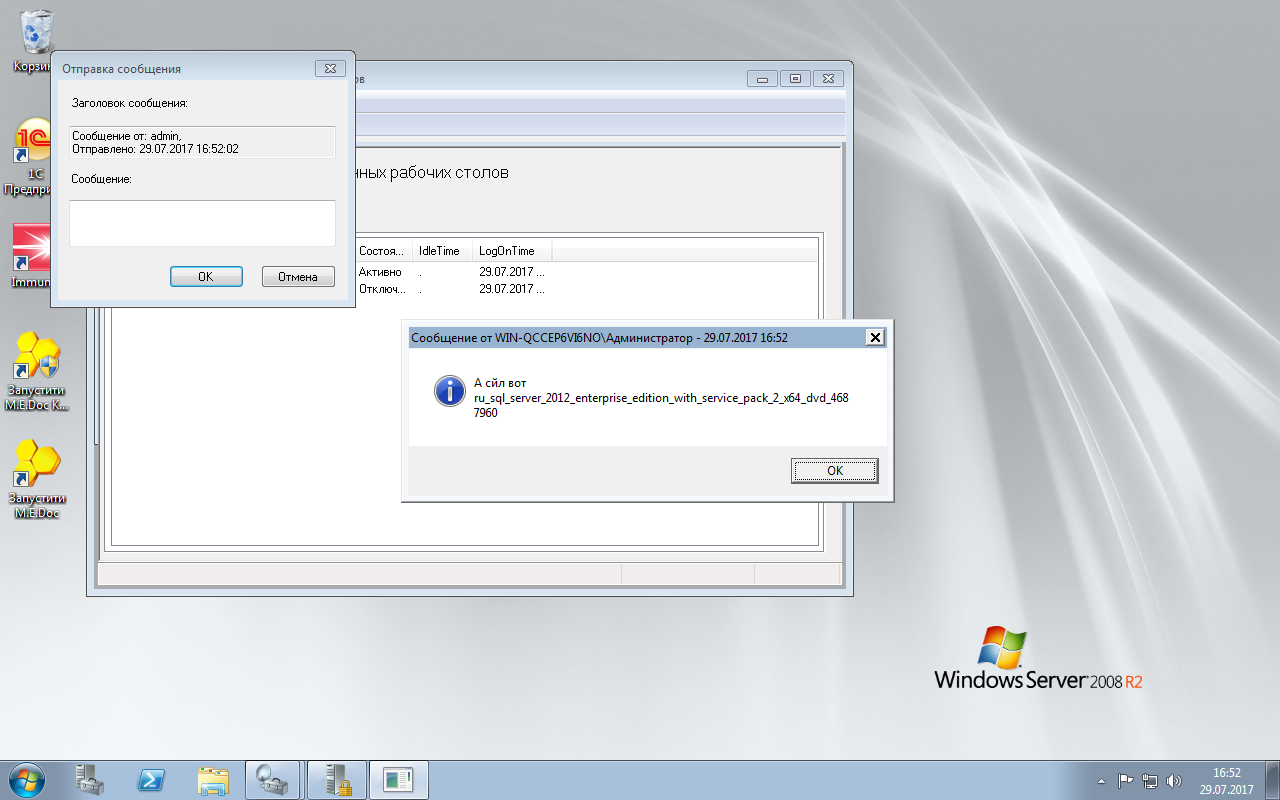 Корзин
1С
Предпри
Immun
Запустити
M.E.Doc К...
Запустити
M.E.Doc
Отправка сообщения
Заголовок сообщения:
Сообщение от: admin,
Отправлено: 29.07.2017 16:52:02
Сообщение:
OK
Отмена
ов
нных рабочих столов
Состоя... IdleTime LogOnTime
Активно . 29.07.2017 ...
Отключ... . 29.07.2017 ...
Сообщение от WIN-QCCEP6VI6NO\Администратор - 29.07.2017 16:52
А сйл вот
ru_sql_server_2012_enterprise_edition_with_service_pack_2_x64_dvd_468
7960
OK
Windows Server 2008 R2
16:52
29.07.2017